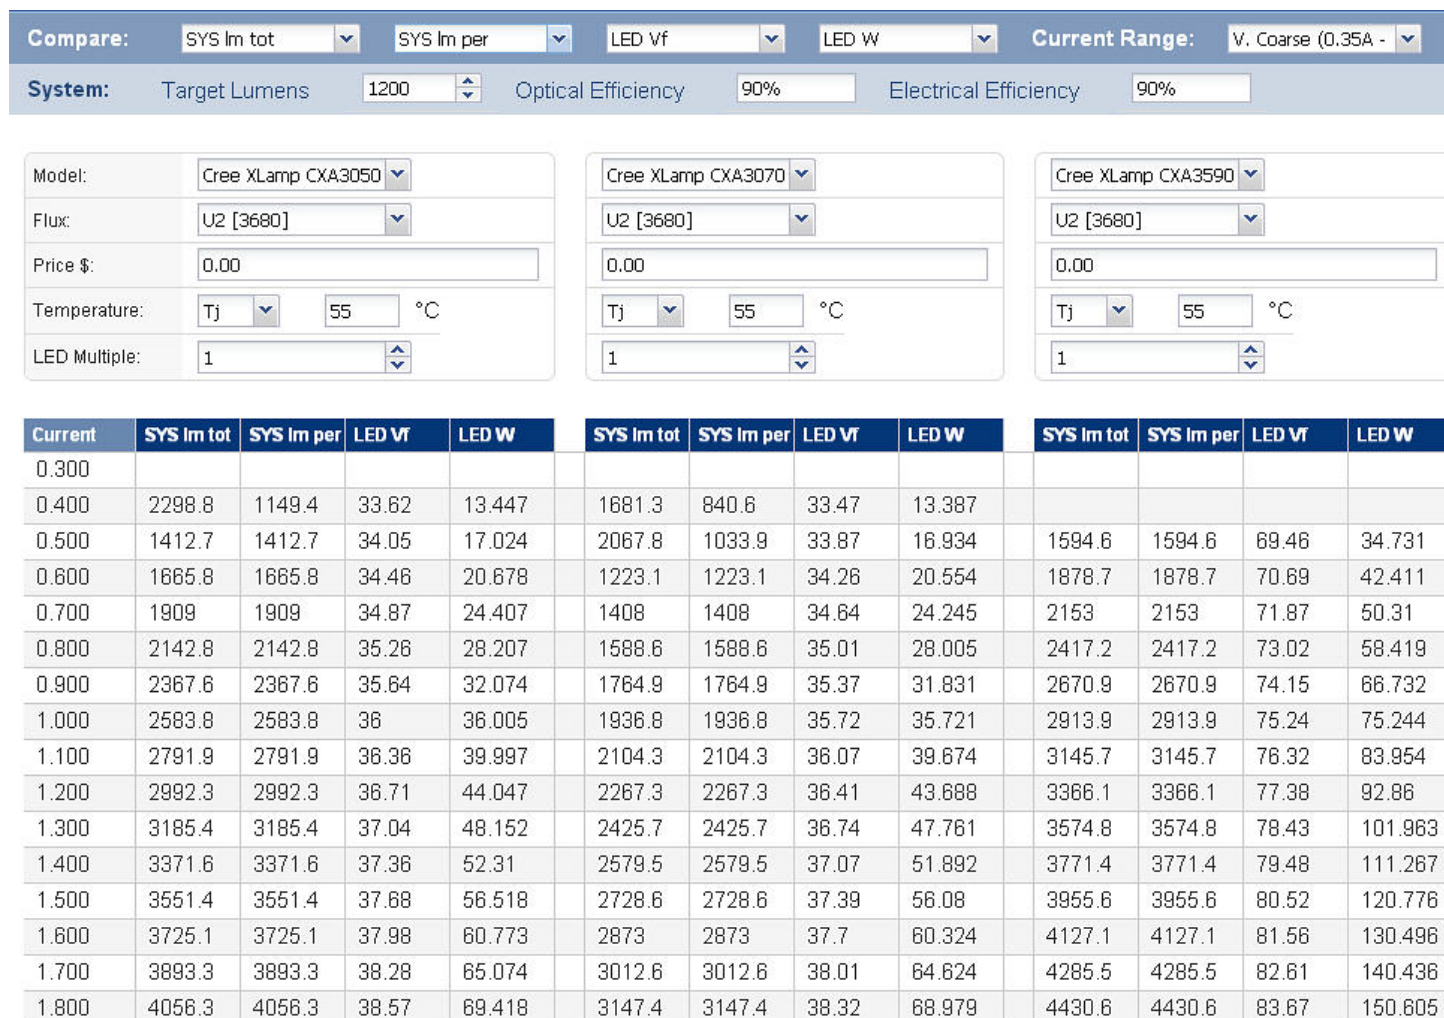 Compare: SYS lm tot SYS lm per LED Vf LED W Current Range: V. Coarse (0.35A -
System: Target Lumens 1200 Optical Efficiency 90% Electrical Efficiency 90%
Model: Cree XLamp CXA3050 Cree XLamp CXA3070 Cree XLamp CXA3590
Flux: U2 [3680] U2 [3680] U2 [3680]
Price $: 0.00 0.00 0.00
Temperature: Tj 55 °C Tj 55 °C Tj 55 °C
LED Multiple: 1 1 1
Current SYS lm tot SYS lm per LED Vf LED W SYS lm tot SYS lm per LED Vf LED W SYS lm tot SYS lm per LED Vf LED W
0.300
0.400 2298.8 1149.4 33.62 13.447 1681.3 840.6 33.47 13.387
0.500 1412.7 1412.7 34.05 17.024 2067.8 1033.9 33.87 16.934 1594.6 1594.6 69.46 34.731
0.600 1665.8 1665.8 34.46 20.678 1223.1 1223.1 34.26 20.554 1878.7 1878.7 70.69 42.411
0.700 1909 1909 34.87 24.407 1408 1408 34.64 24.245 2153 2153 71.87 50.31
0.800 2142.8 2142.8 35.26 28.207 1588.6 1588.6 35.01 28.005 2417.2 2417.2 73.02 58.419
0.900 2367.6 2367.6 35.64 32.074 1764.9 1764.9 35.37 31.831 2670.9 2670.9 74.15 66.732
1.000 2583.8 2583.8 36 36.005 1936.8 1936.8 35.72 35.721 2913.9 2913.9 75.24 75.244
1.100 2791.9 2791.9 36.36 39.997 2104.3 2104.3 36.07 39.674 3145.7 3145.7 76.32 83.954
1.200 2992.3 2992.3 36.71 44.047 2267.3 2267.3 36.41 43.688 3366.1 3366.1 77.38 92.86
1.300 3185.4 3185.4 37.04 48.152 2425.7 2425.7 36.74 47.761 3574.8 3574.8 78.43 101.963
1.400 3371.6 3371.6 37.36 52.31 2579.5 2579.5 37.07 51.892 3771.4 3771.4 79.48 111.267
1.500 3551.4 3551.4 37.68 56.518 2728.6 2728.6 37.39 56.08 3955.6 3955.6 80.52 120.776
1.600 3725.1 3725.1 37.98 60.773 2873 2873 37.7 60.324 4127.1 4127.1 81.56 130.496
1.700 3893.3 3893.3 38.28 65.074 3012.6 3012.6 38.01 64.624 4285.5 4285.5 82.61 140.436
1.800 4056.3 4056.3 38.57 69.418 3147.4 3147.4 38.32 68.979 4430.6 4430.6 83.67 150.605